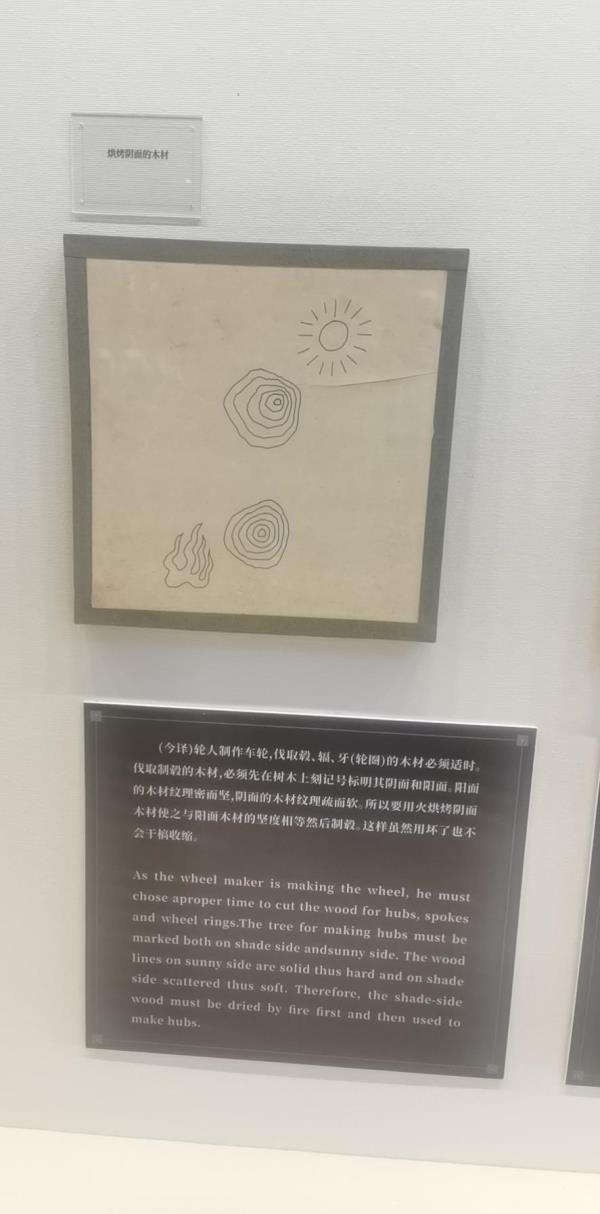 烘烤阴面的木材
(今译)轮人制作车轮,伐取毂、辐、牙(轮圈)的木材必须适时。
伐取制毂的木材,必须先在树木上刻记号标明其阴面和阳面。阳面
的木材纹理密而坚,阴面的木材纹理疏而软。所以要用火烘烤阴面
木材使之与阳面木材的坚度相等然后制毂。这样虽然用坏了也不
会干槁收缩。
As the wheel maker is making the wheel, he must
chose aproper time to cut the wood for hubs, spokes
and wheel rings.The tree for making hubs must be
marked both on shade side andsunny side. The wood
lines on sunny side are solid thus hard and on shade
side scattered thus soft. Therefore, the shade-side
wood must be dried by fire first and then used to
make hubs.